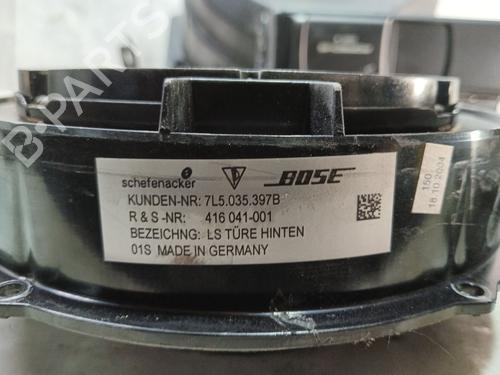 B-PARTS
schefenacker
BOSE
KUNDEN-NR: 7L5.035.397B
R & S -NR: 416 041-001
BEZEICHNG: LS TÜRE HINTEN
01S MADE IN GERMANY
150
18.10.2004